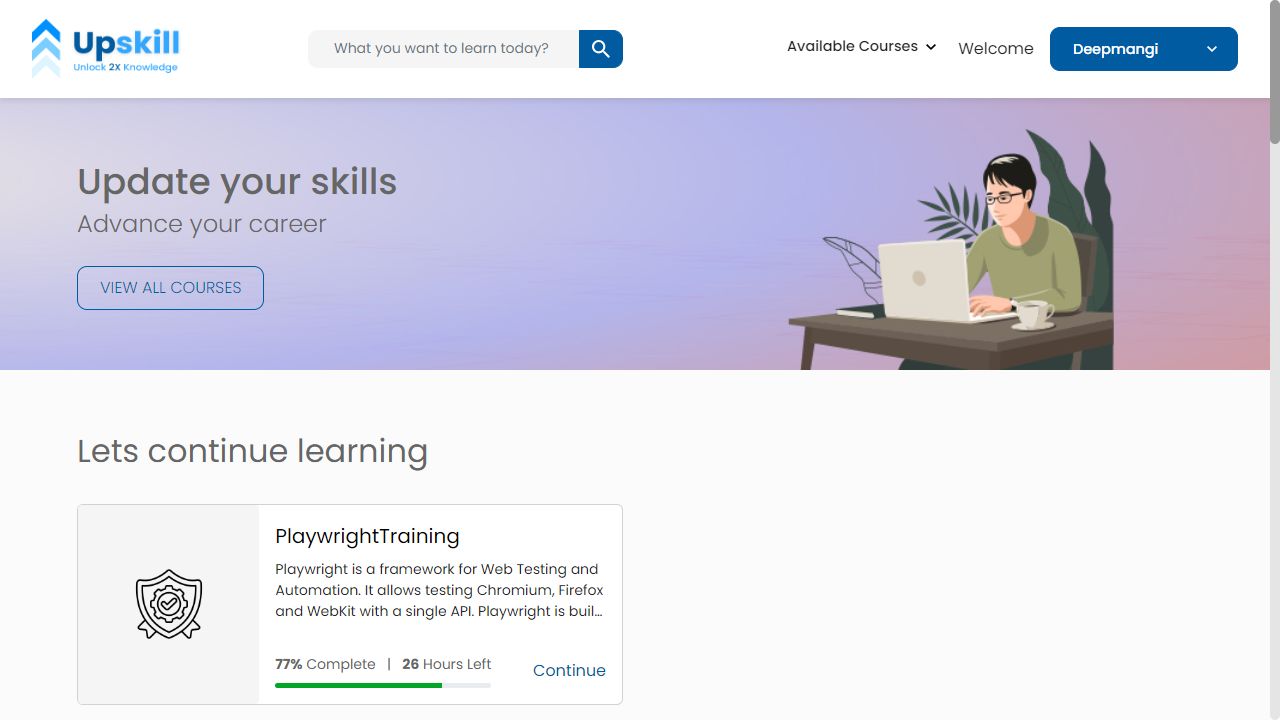 Upskill
Unlock 2X Knowledge
What you want to learn today?
Available Courses
Welcome
Deepmangi
Update your skills
Advance your career
VIEW ALL COURSES
Lets continue learning
PlaywrightTraining
Playwright is a framework for Web Testing and
Automation. It allows testing Chromium, Firefox
and WebKit with a single API. Playwright is buil...
77% Complete | 26 Hours Left
Continue